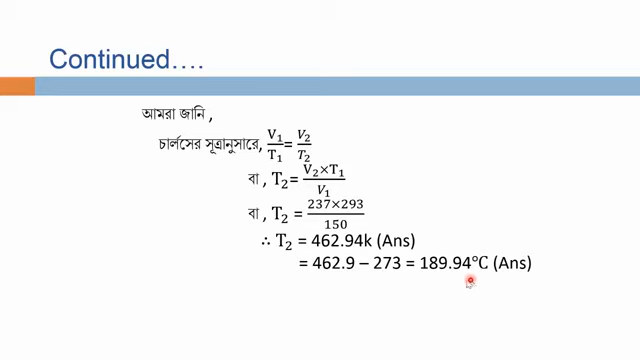 Continued….
আমরা জানি ,
চার্লসের সূত্রানুসারে, V₁/T₁ = V₂/T₂
বা , T₂= V₂×T₁/V₁
বা , T₂ = 237×293/150
∴ T₂ = 462.94k (Ans)
= 462.9 – 273 = 189.94℃ (Ans)